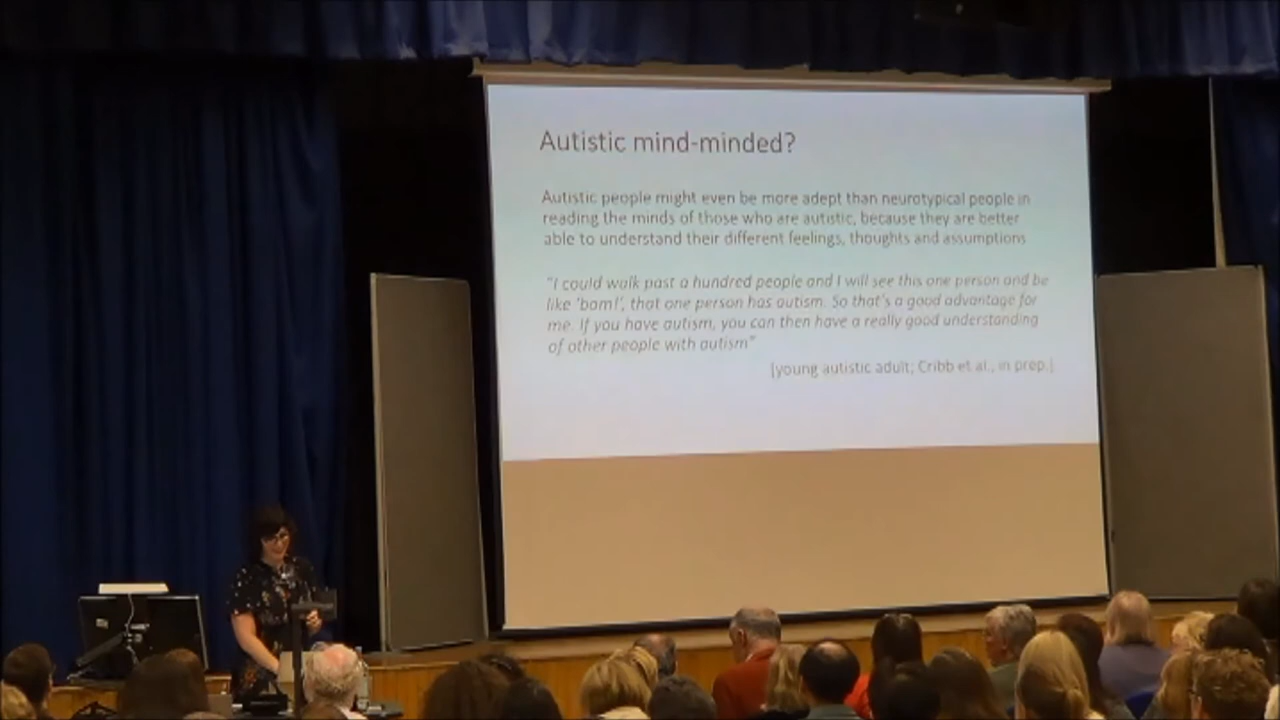 Autistic mind-minded?
Autistic people might even be more adept than neurotypical people in
reading the minds of those who are autistic, because they are better
able to understand their different feelings, thoughts and assumptions
"I could walk past a hundred people and I will see this one person and be
like 'bam!', that one person has autism. So that's a good advantage for
me. If you have autism, you can then have a really good understanding
of other people with autism"
[young autistic adult; Cribb et al., in prep.]